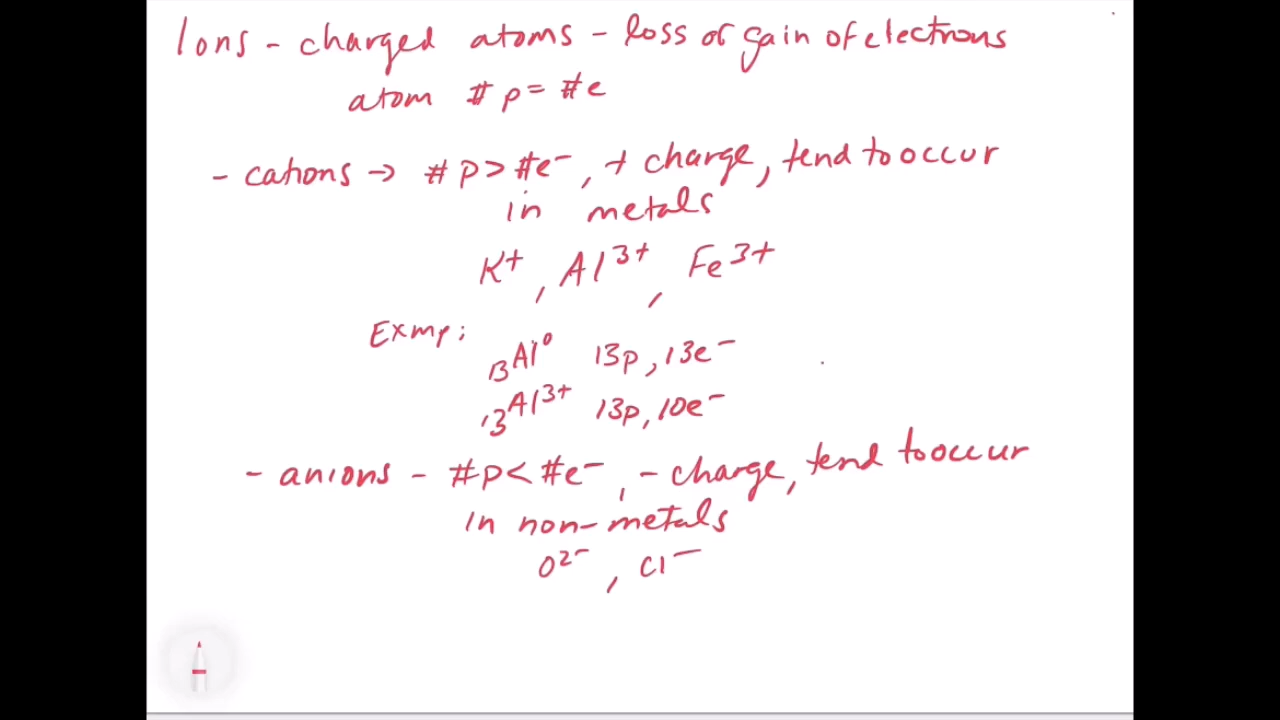 Ions - charged atoms - loss or gain of electrons
atom # p = #e
- cations → # p > #e⁻, + charge, tend to occur
in metals
K⁺, Al³⁺, Fe³⁺
Exmp:
₁₃Al⁰ 13p, 13e⁻
₁₃Al³⁺ 13p, 10e⁻
- anions - #p < #e⁻, - charge, tend to occur
in non-metals
O²⁻, Cl⁻